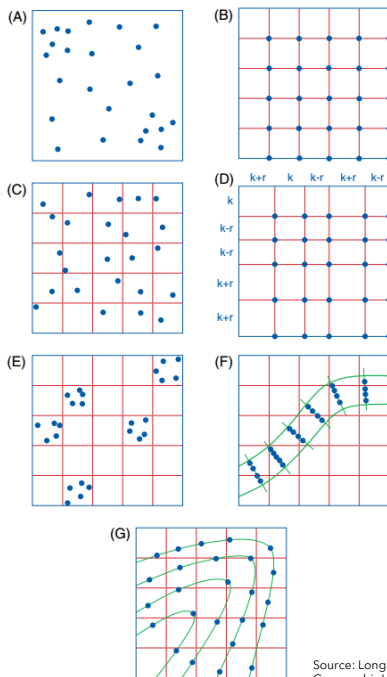 (A)
(B)
(C)
k+r k k-r k+r k-r
(D)
k
k-r
k-r
k+r
k+r
(E)
(F)
(G)
Source: Long